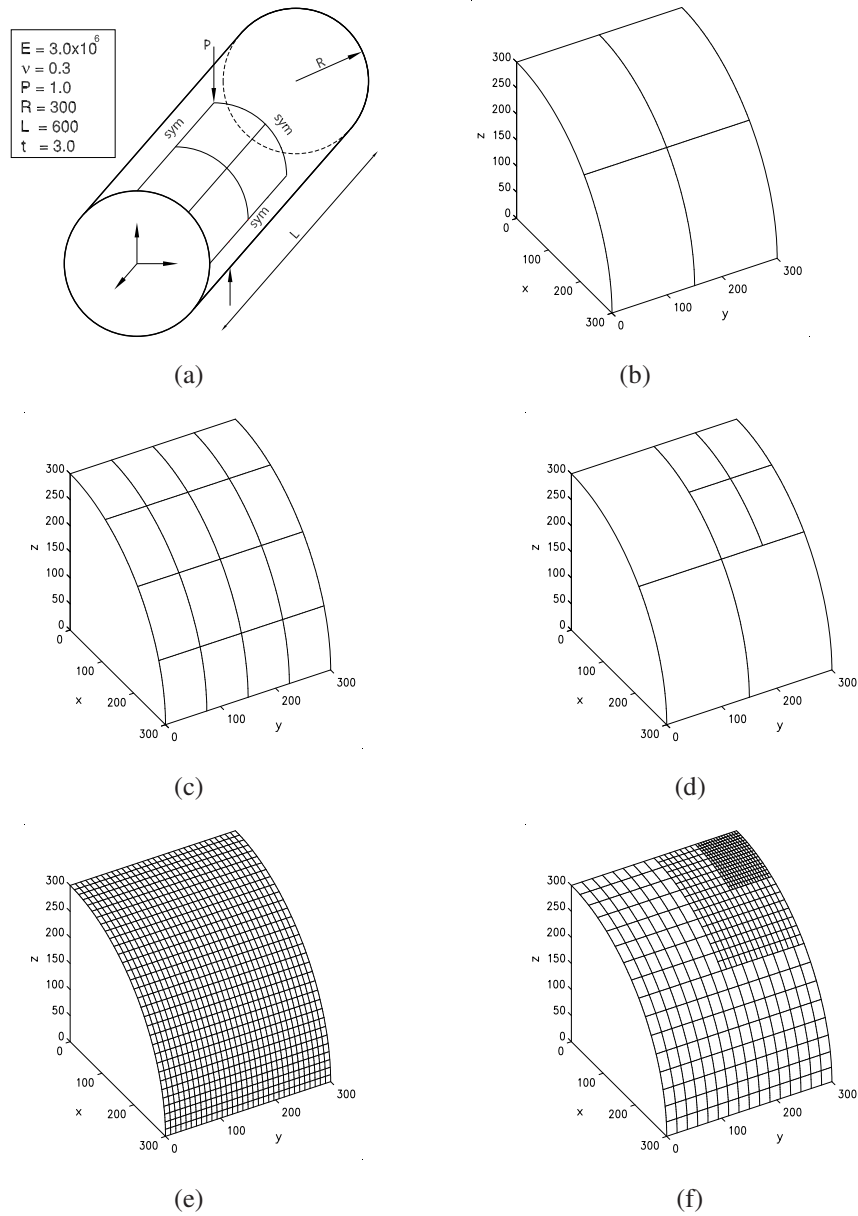 E = 3.0x10^6
ν = 0.3
P = 1.0
R = 300
L = 600
t = 3.0
P
R
sym
sym
sym
L
(a)
300
250
200
150
100
50
0
z
0
100
200
300
x
0
100
200
300
y
(b)
300
250
200
150
100
50
0
z
0
100
200
300
x
0
100
200
300
y
(c)
300
250
200
150
100
50
0
z
0
100
200
300
x
0
100
200
300
y
(d)
300
250
200
150
100
50
0
z
0
100
200
300
x
0
100
200
300
y
(e)
300
250
200
150
100
50
0
z
0
100
200
300
x
0
100
200
300
y
(f)